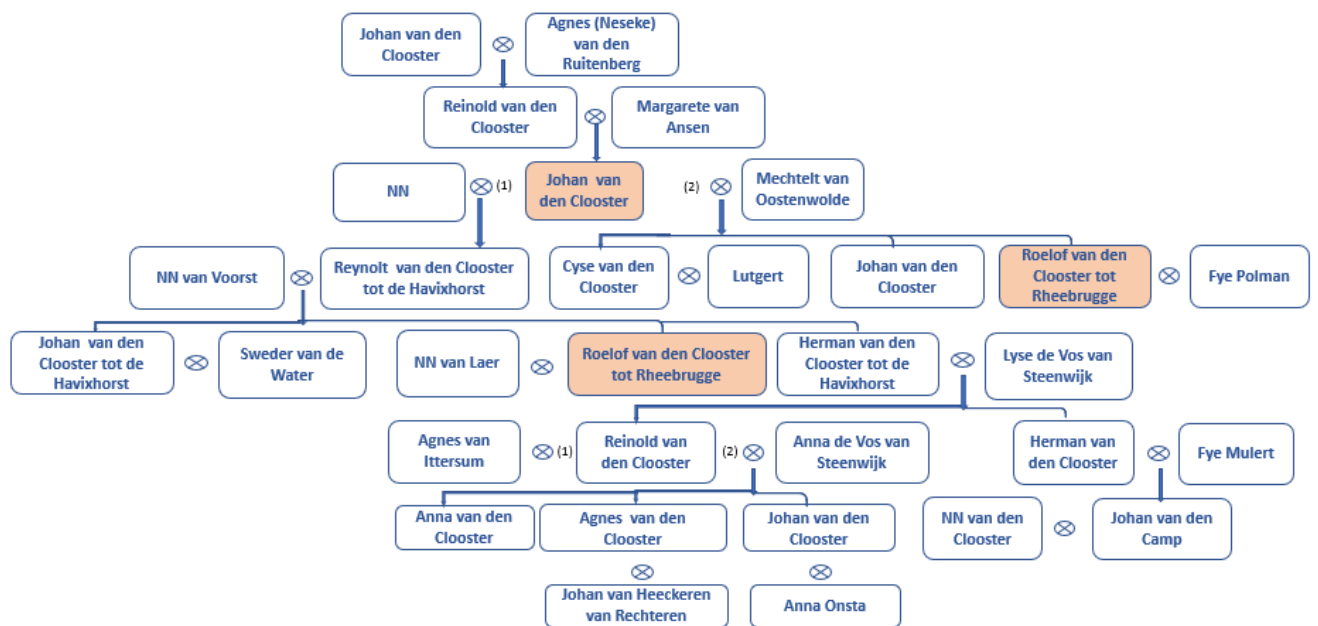 Johan van den
Clooster
Agnes (Neseke)
van den
Ruitenberg
Reinold van den
Clooster
Margarete van
Ansen
NN
(1)
Johan van
den Clooster
(2)
Mechtelt van
Oostenwolde
NN van Voorst
Reynolt van den Clooster
tot de Havixhorst
Cyse van den
Clooster
Lutgert
Johan van den
Clooster
Roelof van den
Clooster tot
Rheebrugge
Fye Polman
Johan van den
Clooster tot de
Havixhorst
Sweder van de
Water
NN van Laer
Roelof van den Clooster
tot Rheebrugge
Herman van den
Clooster tot de
Havixhorst
Lyse de Vos van
Steenwijk
Agnes van
Ittersum
(1)
Reinold van
den Clooster
(2)
Anna de Vos van
Steenwijk
Herman van
den Clooster
Fye Mulert
Anna van den
Clooster
Agnes van den
Clooster
Johan van den
Clooster
NN van den
Clooster
Johan van den
Camp
Johan van Heeckeren
van Rechteren
Anna Onsta